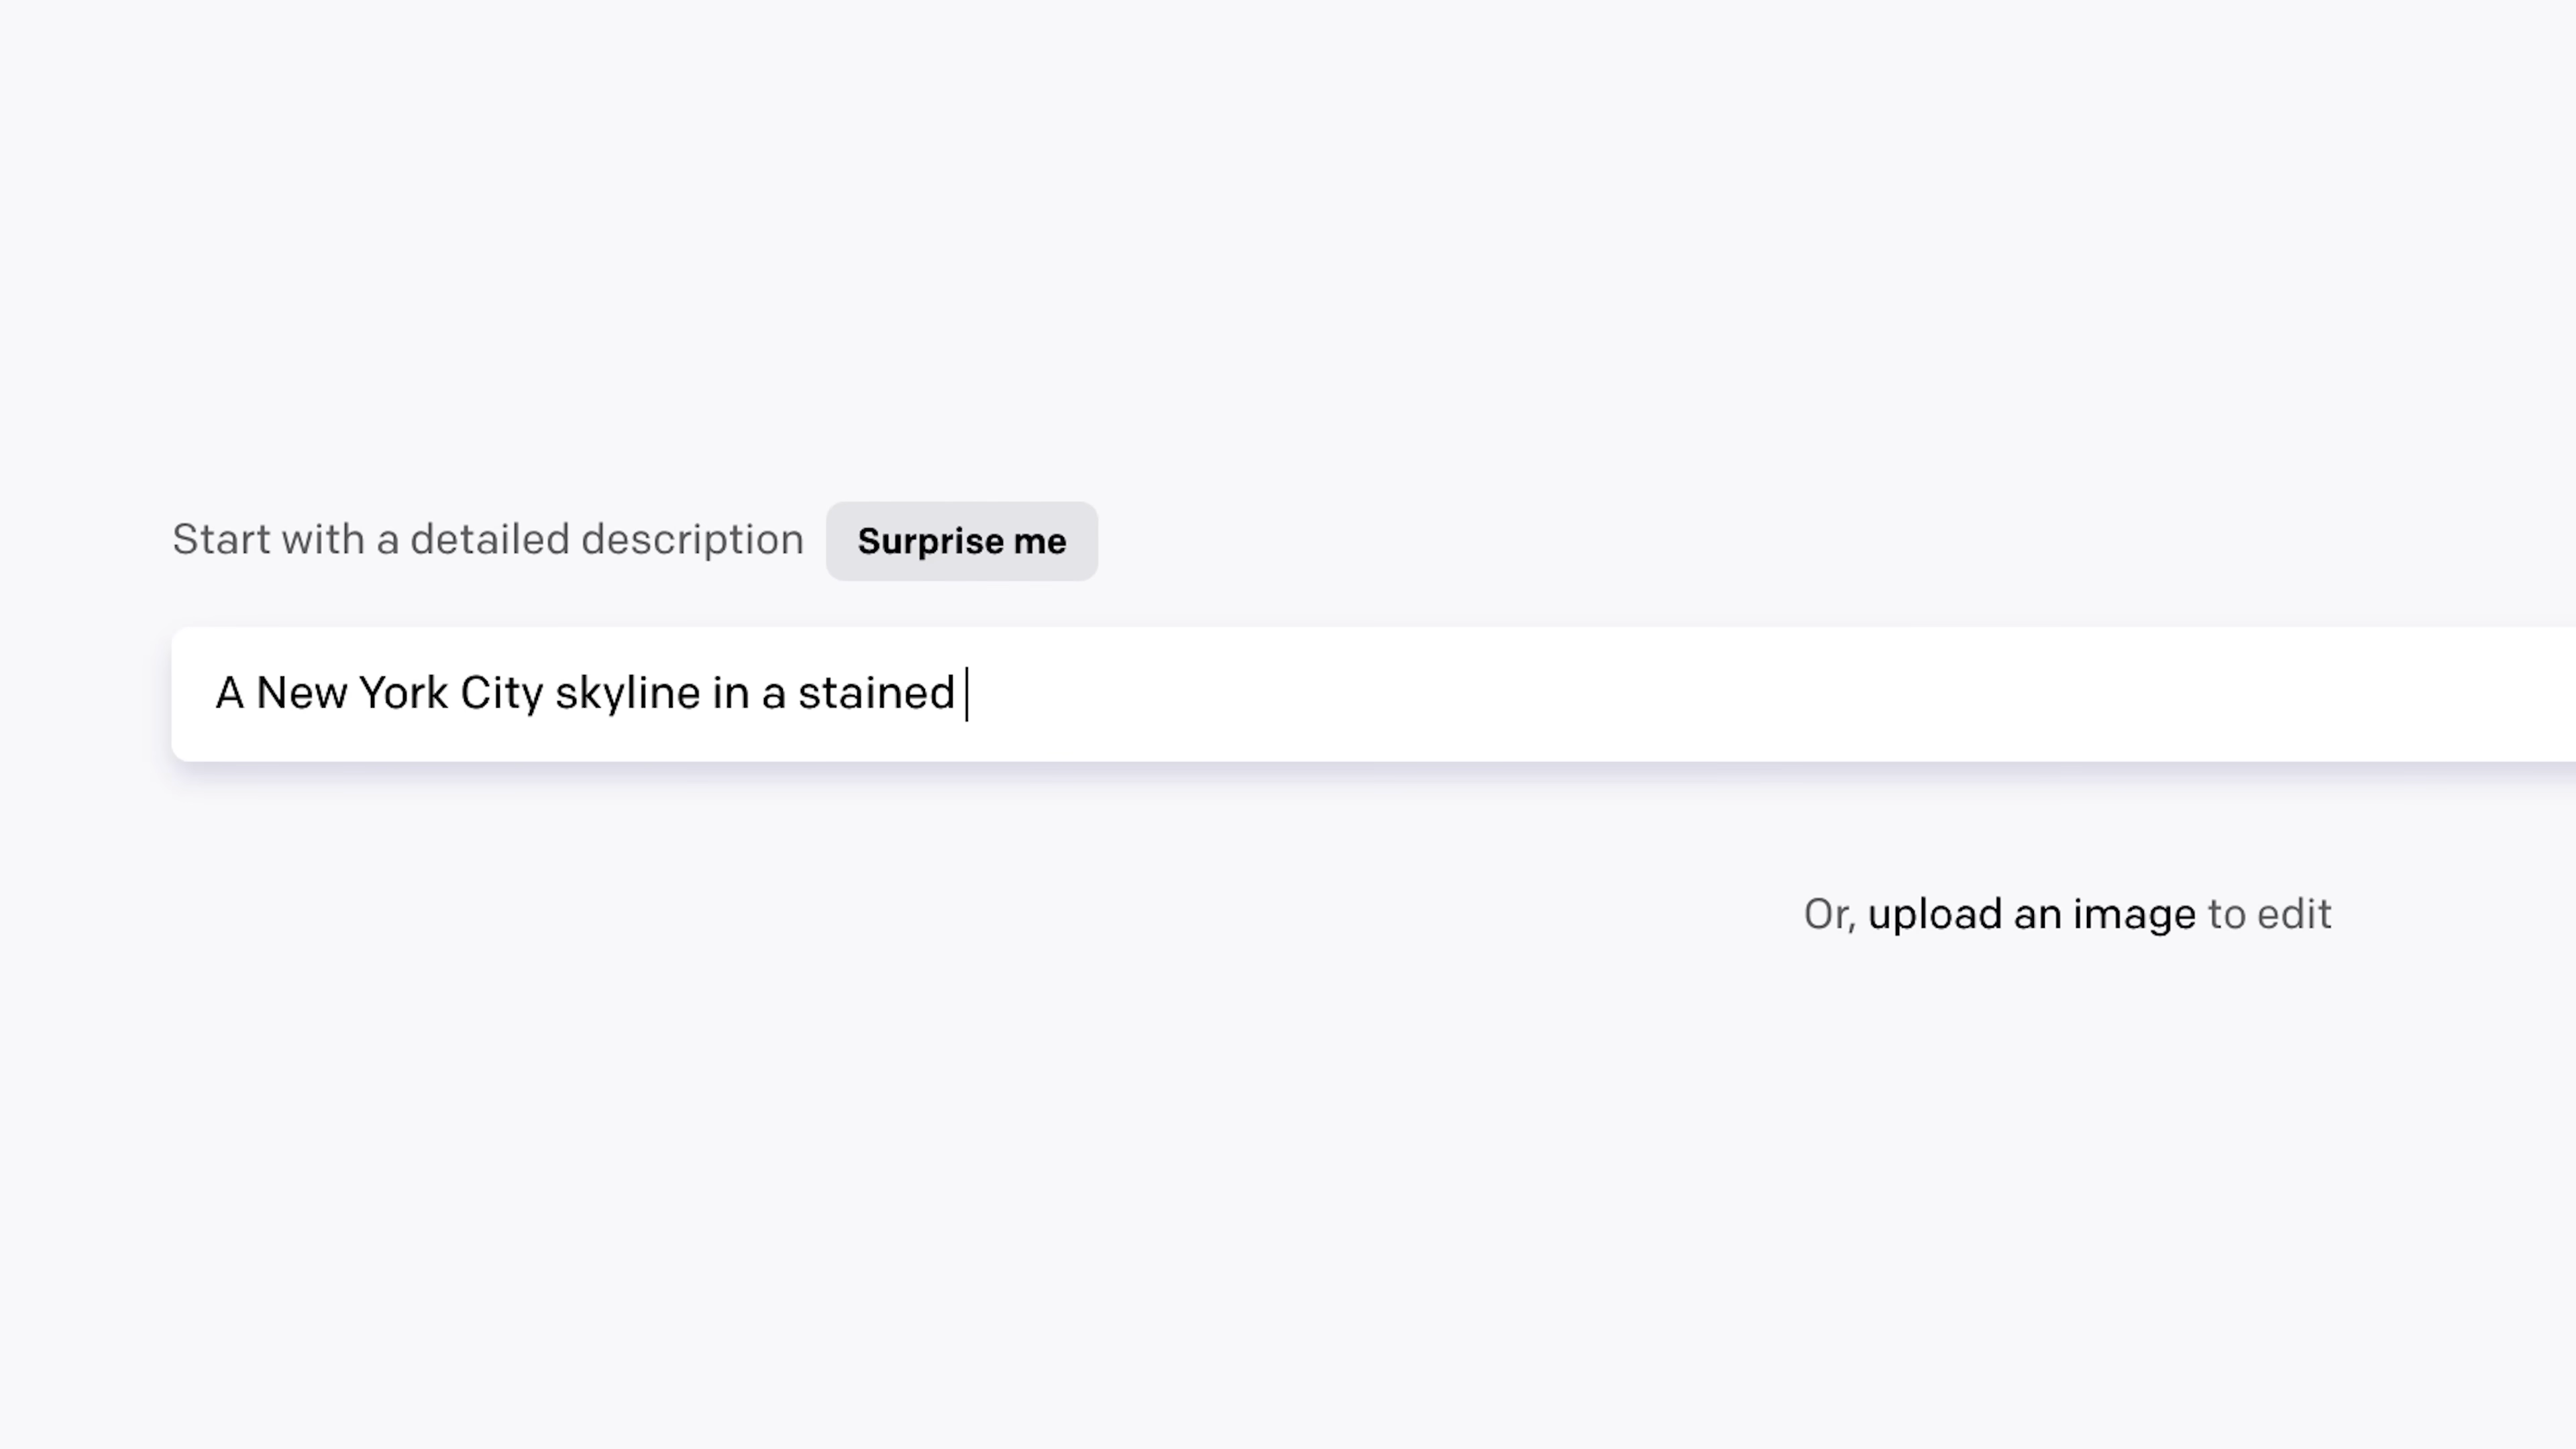 Start with a detailed description Surprise me
A New York City skyline in a stained
Or, upload an image to edit